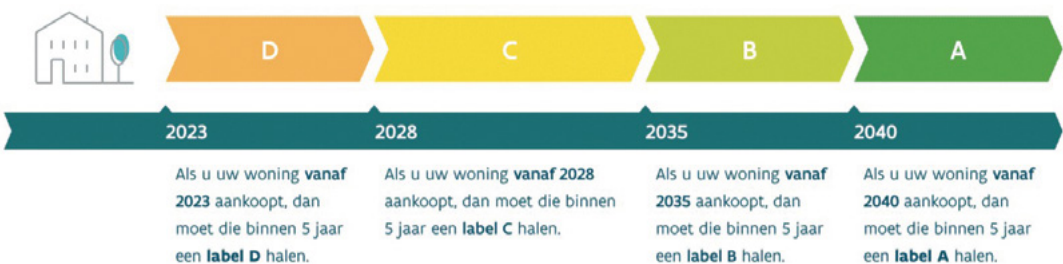 D
C
B
A
2023
2028
2035
2040
Als u uw woning vanaf
2023 aankoopt, dan
moet die binnen 5 jaar
een label D halen.
Als u uw woning vanaf 2028
aankoopt, dan moet die binnen
5 jaar een label C halen.
Als u uw woning vanaf
2035 aankoopt, dan
moet die binnen 5 jaar
een label B halen.
Als u uw woning vanaf
2040 aankoopt, dan
moet die binnen 5 jaar
een label A halen.